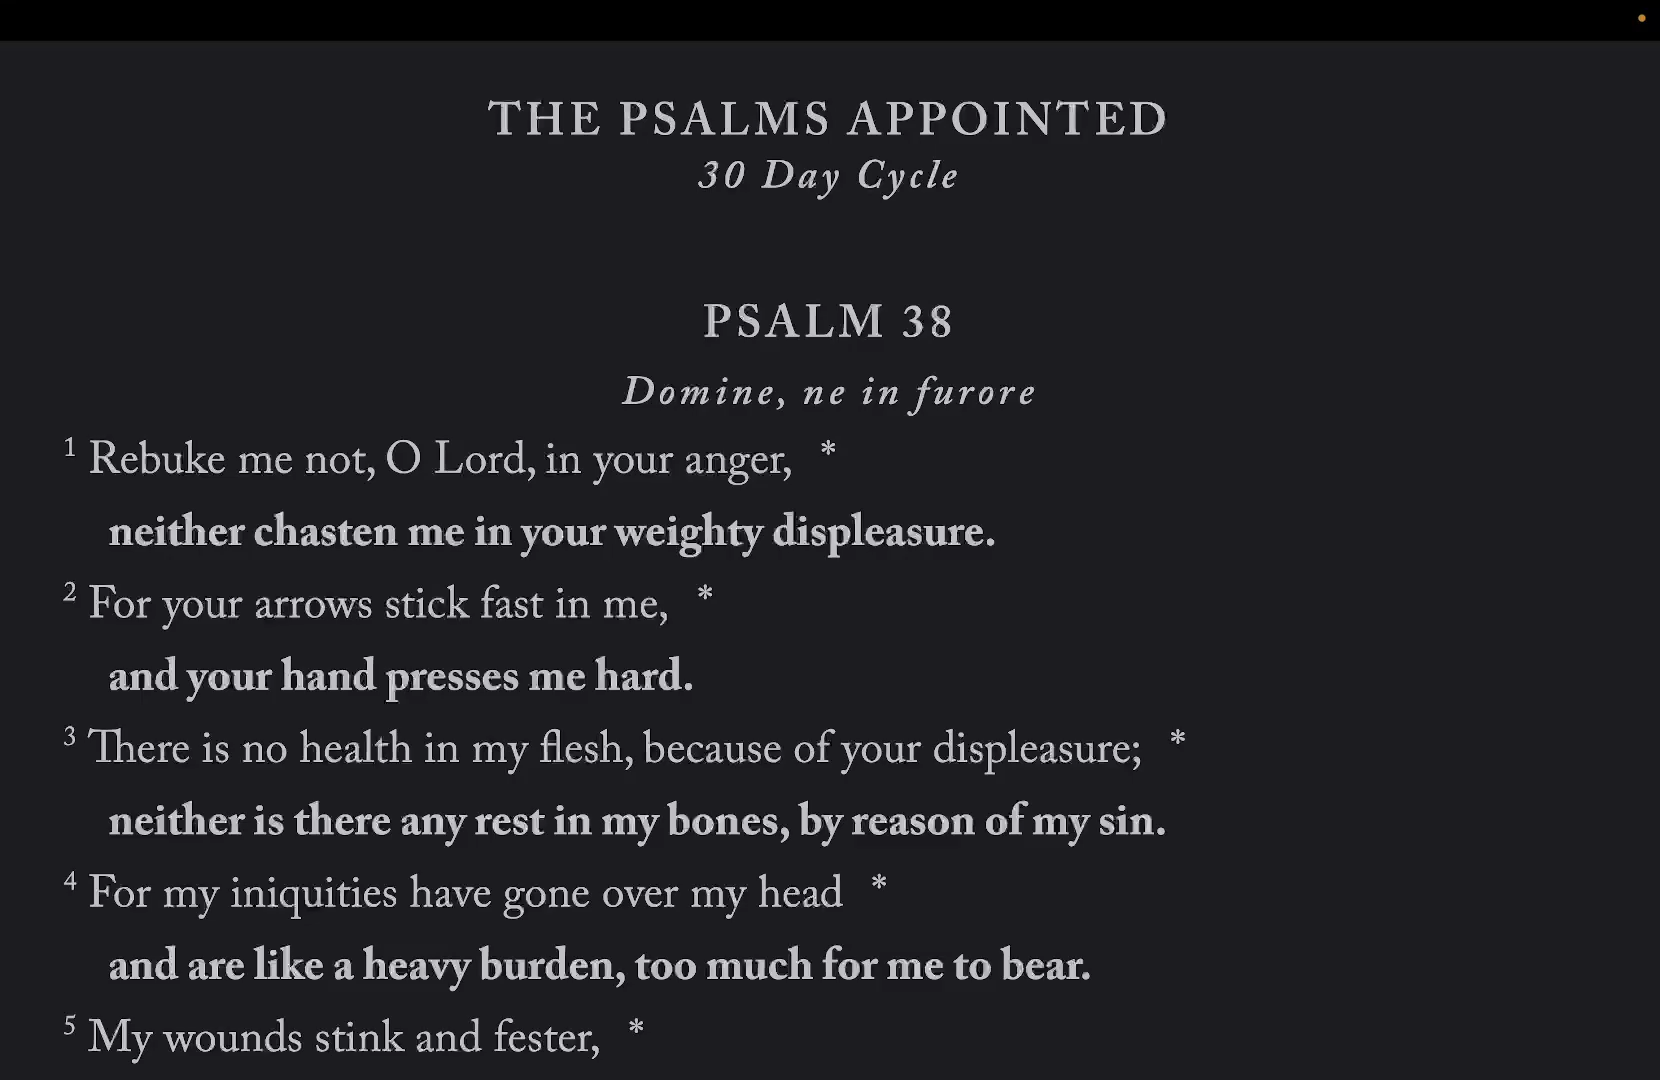 THE PSALMS APPOINTED
30 Day Cycle
PSALM 38
Domine, ne in furore
1 Rebuke me not, O Lord, in your anger, *
neither chasten me in your weighty displeasure.
2 For your arrows stick fast in me, *
and your hand presses me hard.
3 There is no health in my flesh, because of your displeasure; *
neither is there any rest in my bones, by reason of my sin.
4 For my iniquities have gone over my head *
and are like a heavy burden, too much for me to bear.
5 My wounds stink and fester, *